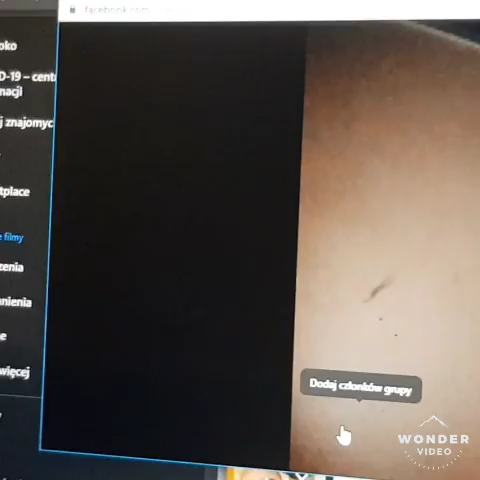 facebook.com
oko
D-19 – cent
nacji
j znajomyc
tplace
e filmy
zenia
nienia
e
więcej
Dodaj członków grupy
WONDER
VIDEO